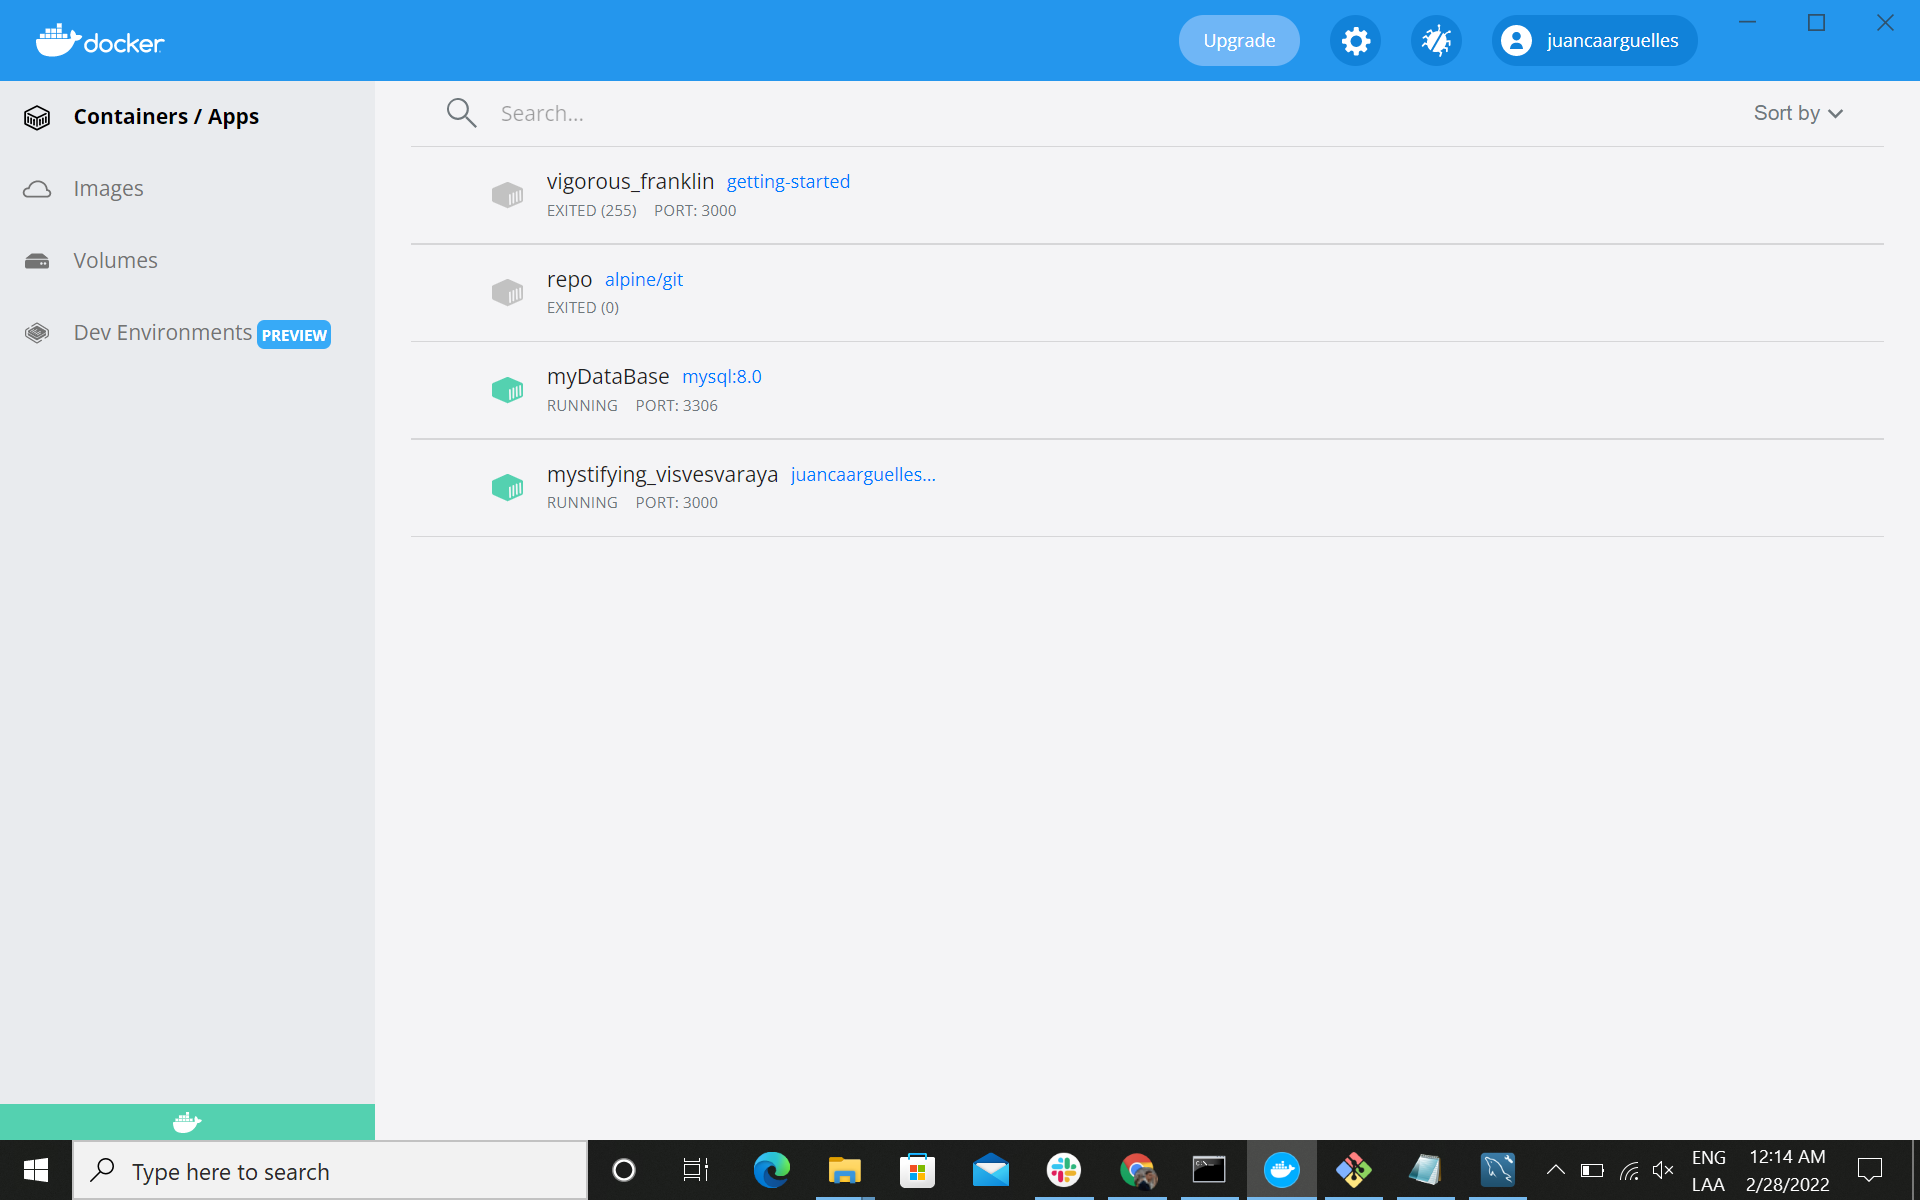 docker
Upgrade
juancaarguelles
Containers / Apps
Images
Volumes
Dev Environments PREVIEW
Search...
Sort by
vigorous_franklin getting-started
EXITED (255) PORT: 3000
repo alpine/git
EXITED (0)
myDataBase mysql:8.0
RUNNING PORT: 3306
mystifying_visvesvaraya juancaarguelles...
RUNNING PORT: 3000
Type here to search
ENG
LAA
12:14 AM
2/28/2022